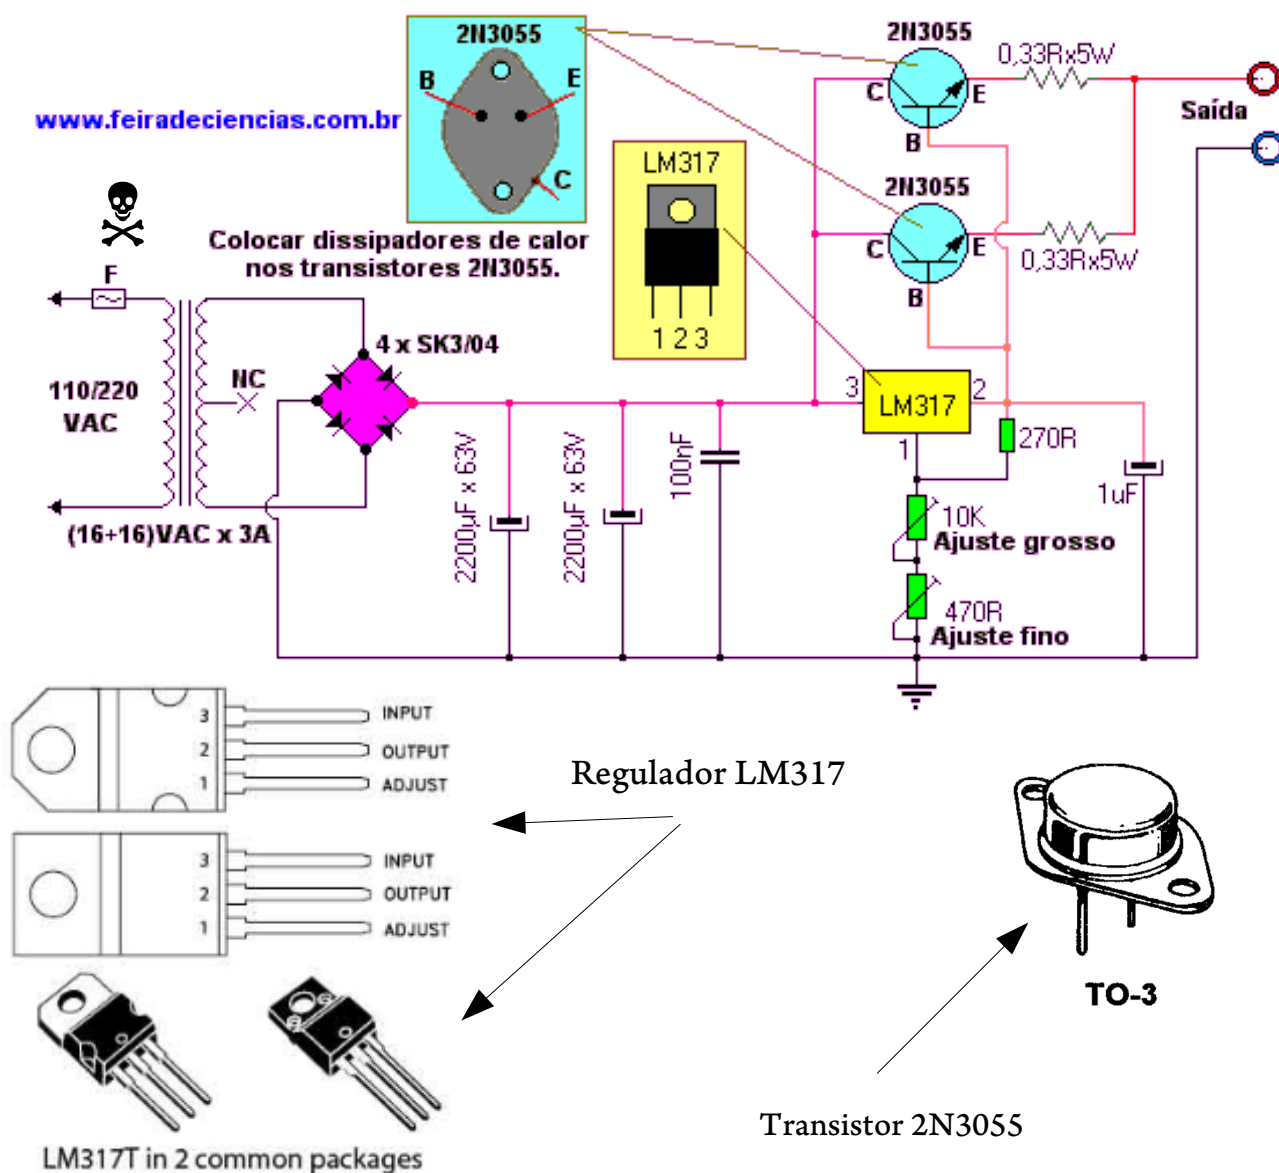 2N3055
B
E
C
www.feiradeciencias.com.br
Colocar dissipadores de calor
nos transistores 2N3055.
2N3055
0,33Rx5W
C
E
B
Saída
LM317
1 2 3
2N3055
C
E
B
0,33Rx5W
F
110/220
VAC
NC
4 x SK3/04
(16+16)VAC x 3A
2200µF x 63V
2200µF x 63V
100nF
3
LM317
2
1
270R
1uF
10K
Ajuste grosso
470R
Ajuste fino
3 INPUT
2 OUTPUT
1 ADJUST
Regulador LM317
3 INPUT
2 OUTPUT
1 ADJUST
TO-3
Transistor 2N3055
LM317T in 2 common packages